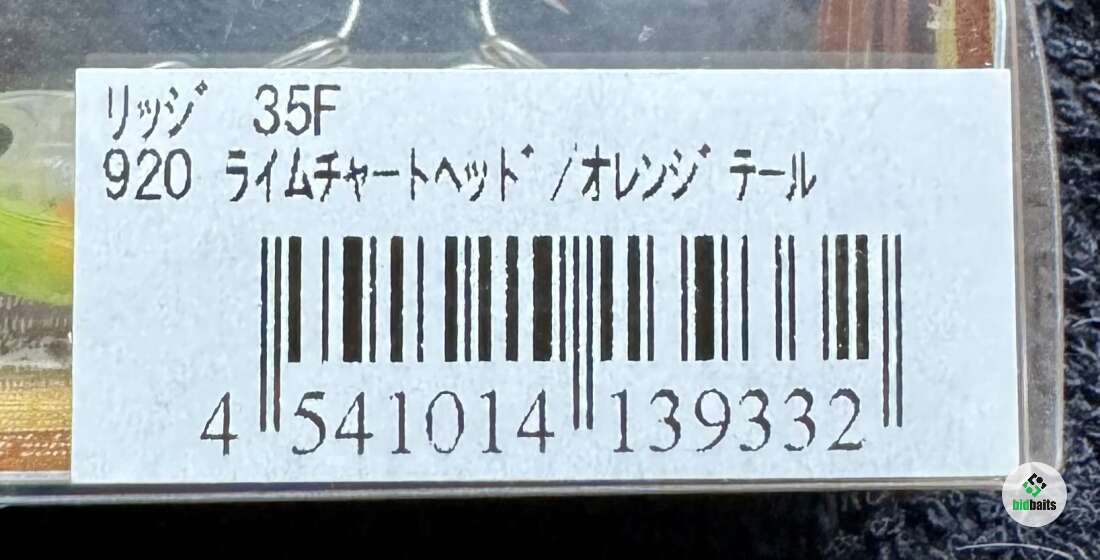 リッジ 35F
920 ライムチャートヘッド/オレンジテール
4 541014 139332
bidbaits